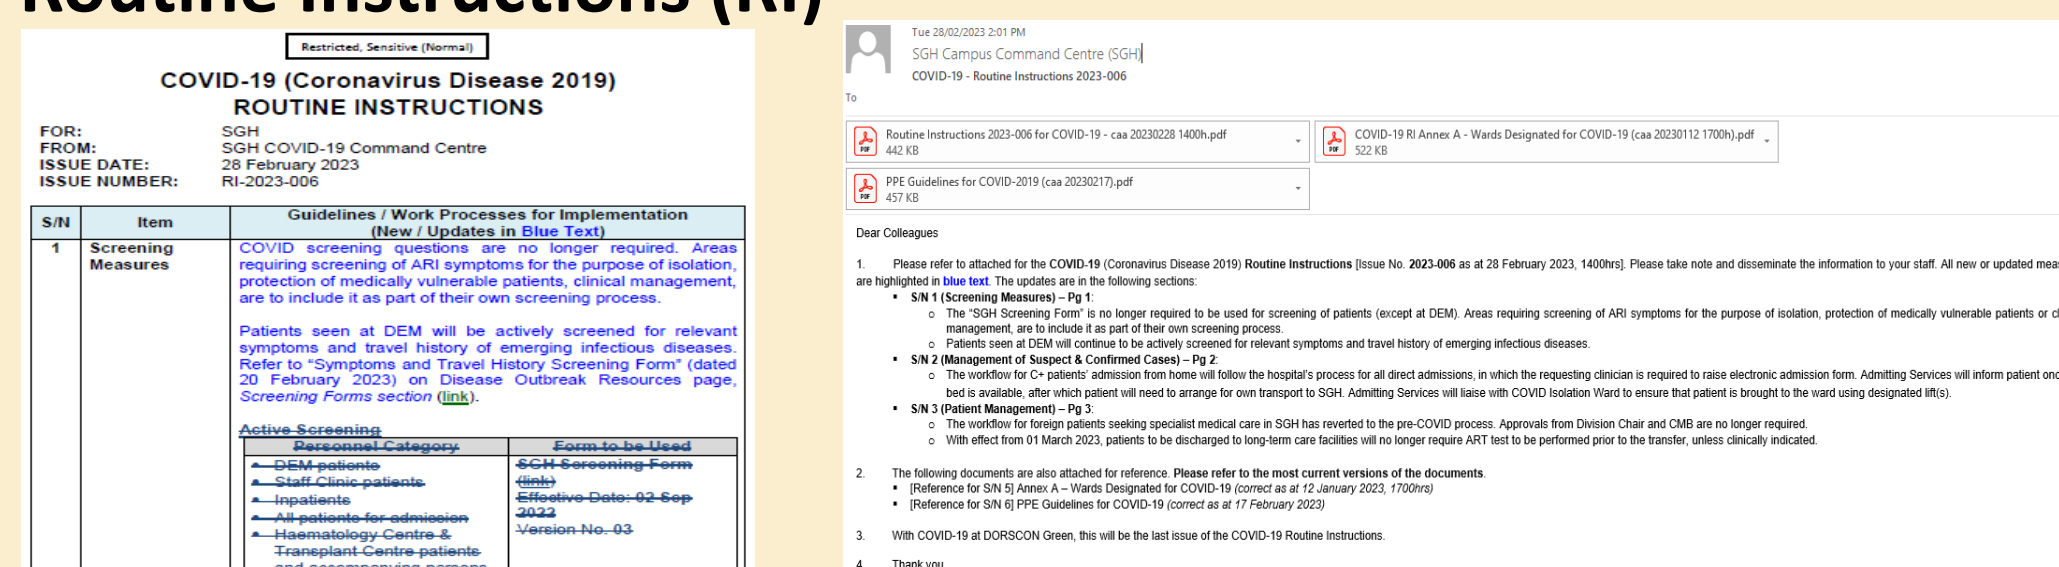 Routine Instructions (RI)
Restricted, Sensitive (Normal)
COVID-19 (Coronavirus Disease 2019)
ROUTINE INSTRUCTIONS
FOR: SGH
FROM: SGH COVID-19 Command Centre
ISSUE DATE: 28 February 2023
ISSUE NUMBER: RI-2023-006
S/N Item Guidelines / Work Processes for Implementation
(New / Updates in Blue Text)
1 Screening Measures
COVID screening questions are no longer required. Areas
requiring screening of ARI symptoms for the purpose of isolation,
protection of medically vulnerable patients, clinical management,
are to include it as part of their own screening process.
Patients seen at DEM will be actively screened for relevant
symptoms and travel history of emerging infectious diseases.
Refer to “Symptoms and Travel History Screening Form” (dated
20 February 2023) on Disease Outbreak Resources page,
Screening Forms section (link).
Active Screening
Personnel Category Form to be Used
• DEM patients
• Staff Clinic patients
• Inpatients
• All patients for admission
• Haematology Centre &
Transplant Centre patients
and accompanying persons
SGH Screening Form
(link)
Effective Date: 02 Sep
2022
Version No. 03
Tue 28/02/2023 2:01 PM
SGH Campus Command Centre (SGH)
COVID-19 - Routine Instructions 2023-006
To
Routine Instructions 2023-006 for COVID-19 - caa 20230228 1400h.pdf
442 KB
COVID-19 RI Annex A - Wards Designated for COVID-19 (caa 20230112 1700h).pdf
522 KB
PPE Guidelines for COVID-2019 (caa 20230217).pdf
457 KB
Dear Colleagues
1. Please refer to attached for the COVID-19 (Coronavirus Disease 2019) Routine Instructions [Issue No. 2023-006 as at 28 February 2023, 1400hrs]. Please take note and disseminate the information to your staff. All new or updated
are highlighted in blue text. The updates are in the following sections:
▪ S/N 1 (Screening Measures) – Pg 1:
o The “SGH Screening Form” is no longer required to be used for screening of patients (except at DEM). Areas requiring screening of ARI symptoms for the purpose of isolation, protection of medically vulnerable patients or
management, are to include it as part of their own screening process.
o Patients seen at DEM will continue to be actively screened for relevant symptoms and travel history of emerging infectious diseases.
▪ S/N 2 (Management of Suspect & Confirmed Cases) – Pg 2:
o The workflow for C+ patients’ admission from home will follow the hospital’s process for all direct admissions, in which the requesting clinician is required to raise electronic admission form. Admitting Services will inform patient
bed is available, after which patient will need to arrange for own transport to SGH. Admitting Services will liaise with COVID Isolation Ward to ensure that patient is brought to the ward using designated lift(s).
▪ S/N 3 (Patient Management) – Pg 3:
o The workflow for foreign patients seeking specialist medical care in SGH has reverted to the pre-COVID process. Approvals from Division Chair and CMB are no longer required.
o With effect from 01 March 2023, patients to be discharged to long-term care facilities will no longer require ART test to be performed prior to the transfer, unless clinically indicated.
2. The following documents are also attached for reference. Please refer to the most current versions of the documents.
▪ [Reference for S/N 5] Annex A – Wards Designated for COVID-19 (correct as at 12 January 2023, 1700hrs)
▪ [Reference for S/N 6] PPE Guidelines for COVID-19 (correct as at 17 February 2023)
3. With COVID-19 at DORSCON Green, this will be the last issue of the COVID-19 Routine Instructions.
4. Thank you